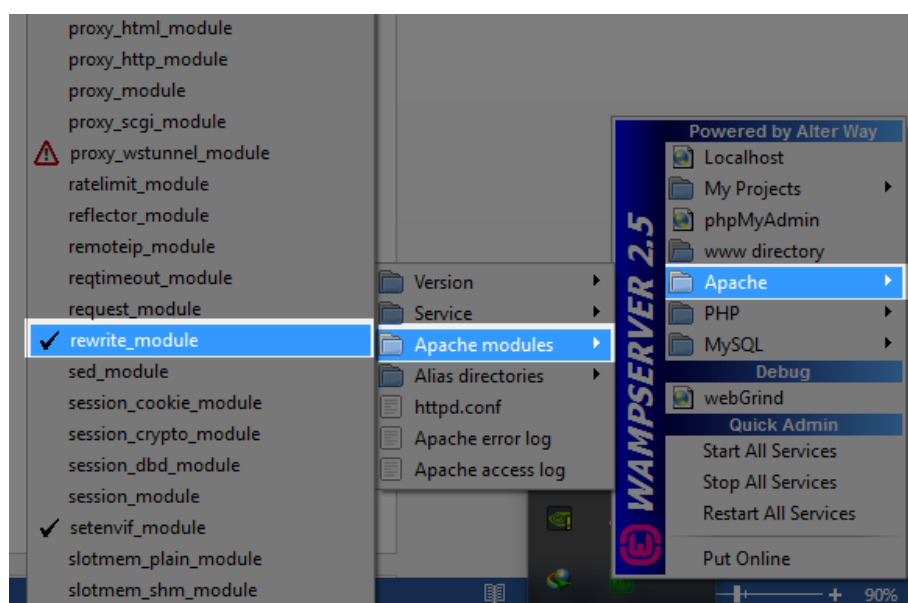 proxy_html_module
proxy_http_module
proxy_module
proxy_scgi_module
proxy_wstunnel_module
ratelimit_module
reflector_module
remoteip_module
reqtimeout_module
request_module
rewrite_module
sed_module
session_cookie_module
session_crypto_module
session_dbd_module
session_module
setenvif_module
slotmem_plain_module
slotmem_shm_module
Version
Service
Apache modules
Alias directories
httpd.conf
Apache error log
Apache access log
WAMPSERVER 2.5
Powered by Alter Way
Localhost
My Projects
phpMyAdmin
www directory
Apache
PHP
MySQL
Debug
webGrind
Quick Admin
Start All Services
Stop All Services
Restart All Services
Put Online
90%